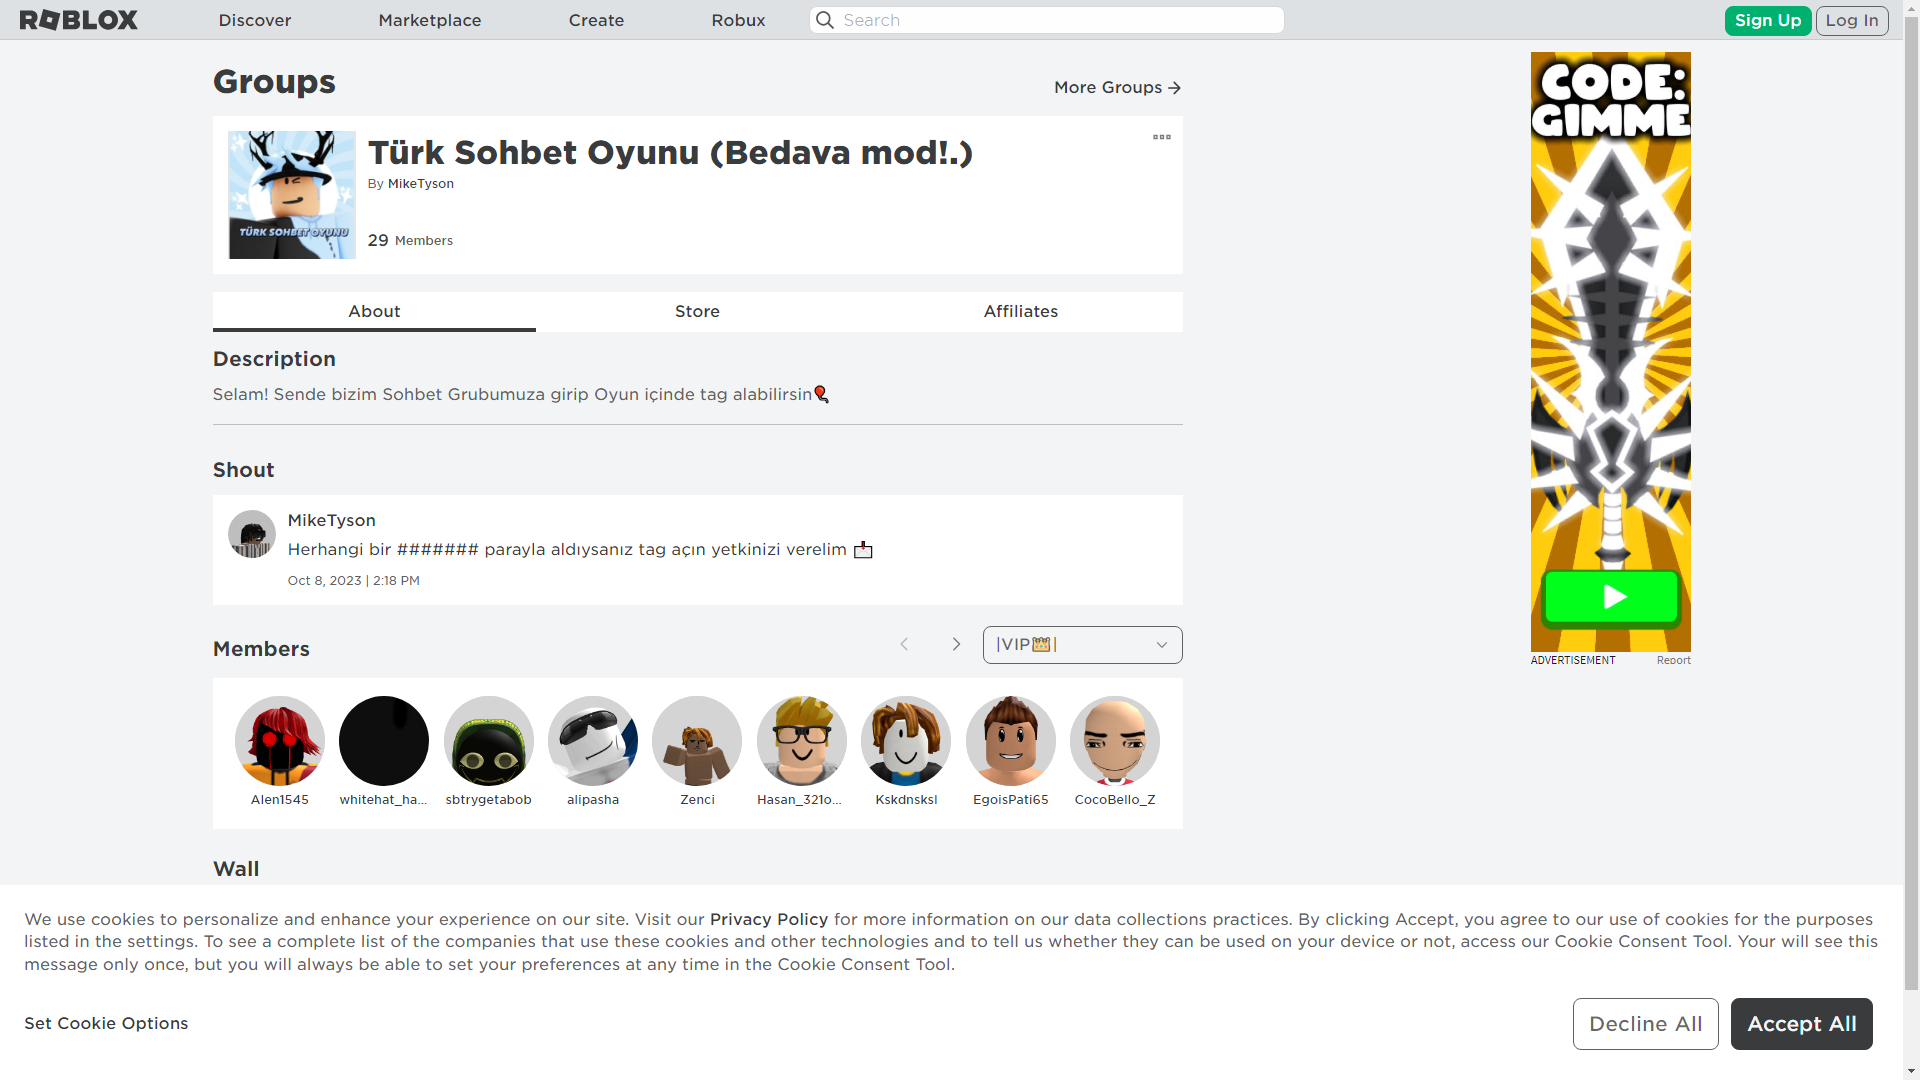 ROBLOX
Discover
Marketplace
Create
Robux
Search
Sign Up
Log In
Groups
More Groups
TÜRK SOHBET OYUNU
Türk Sohbet Oyunu (Bedava mod!.)
By MikeTyson
29 Members
About
Store
Affiliates
Description
Selam! Sende bizim Sohbet Grubumuza girip Oyun içinde tag alabilirsin🎈
Shout
MikeTyson
Herhangi bir ####### parayla aldıysanız tag açın yetkinizi verelim 📩
Oct 8, 2023 | 2:18 PM
Members
|VIP👑|
Alen1545
whitehat_ha...
sbtrygetabob
alipasha
Zenci
Hasan_321o...
Kskdnsksl
EgoisPati65
CocoBello_Z
Wall
CODE:
GIMME
ADVERTISEMENT
Report
We use cookies to personalize and enhance your experience on our site. Visit our Privacy Policy for more information on our data collections practices. By clicking Accept, you agree to our use of cookies for the purposes
listed in the settings. To see a complete list of the companies that use these cookies and other technologies and to tell us whether they can be used on your device or not, access our Cookie Consent Tool. Your will see this
message only once, but you will always be able to set your preferences at any time in the Cookie Consent Tool.
Set Cookie Options
Decline All
Accept All